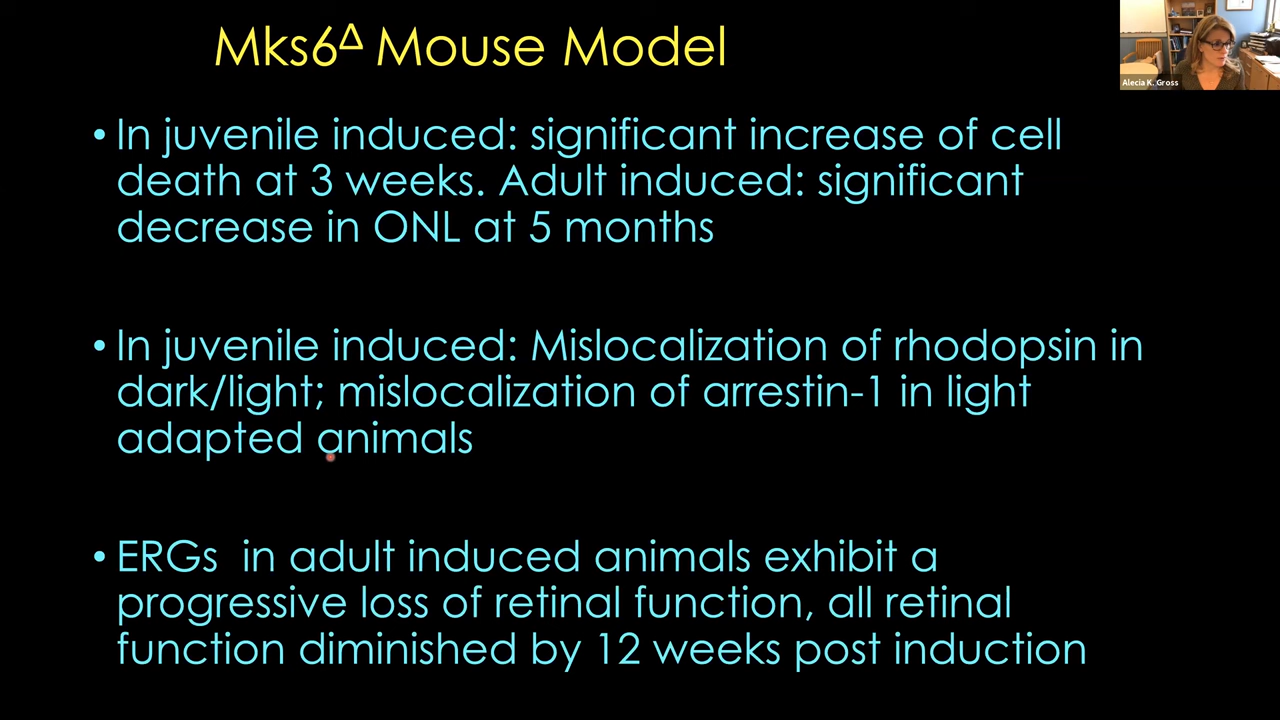 Mks6Δ Mouse Model
Alecia K. Gross
• In juvenile induced: significant increase of cell
death at 3 weeks. Adult induced: significant
decrease in ONL at 5 months
• In juvenile induced: Mislocalization of rhodopsin in
dark/light; mislocalization of arrestin-1 in light
adapted animals
• ERGs  in adult induced animals exhibit a
progressive loss of retinal function, all retinal
function diminished by 12 weeks post induction